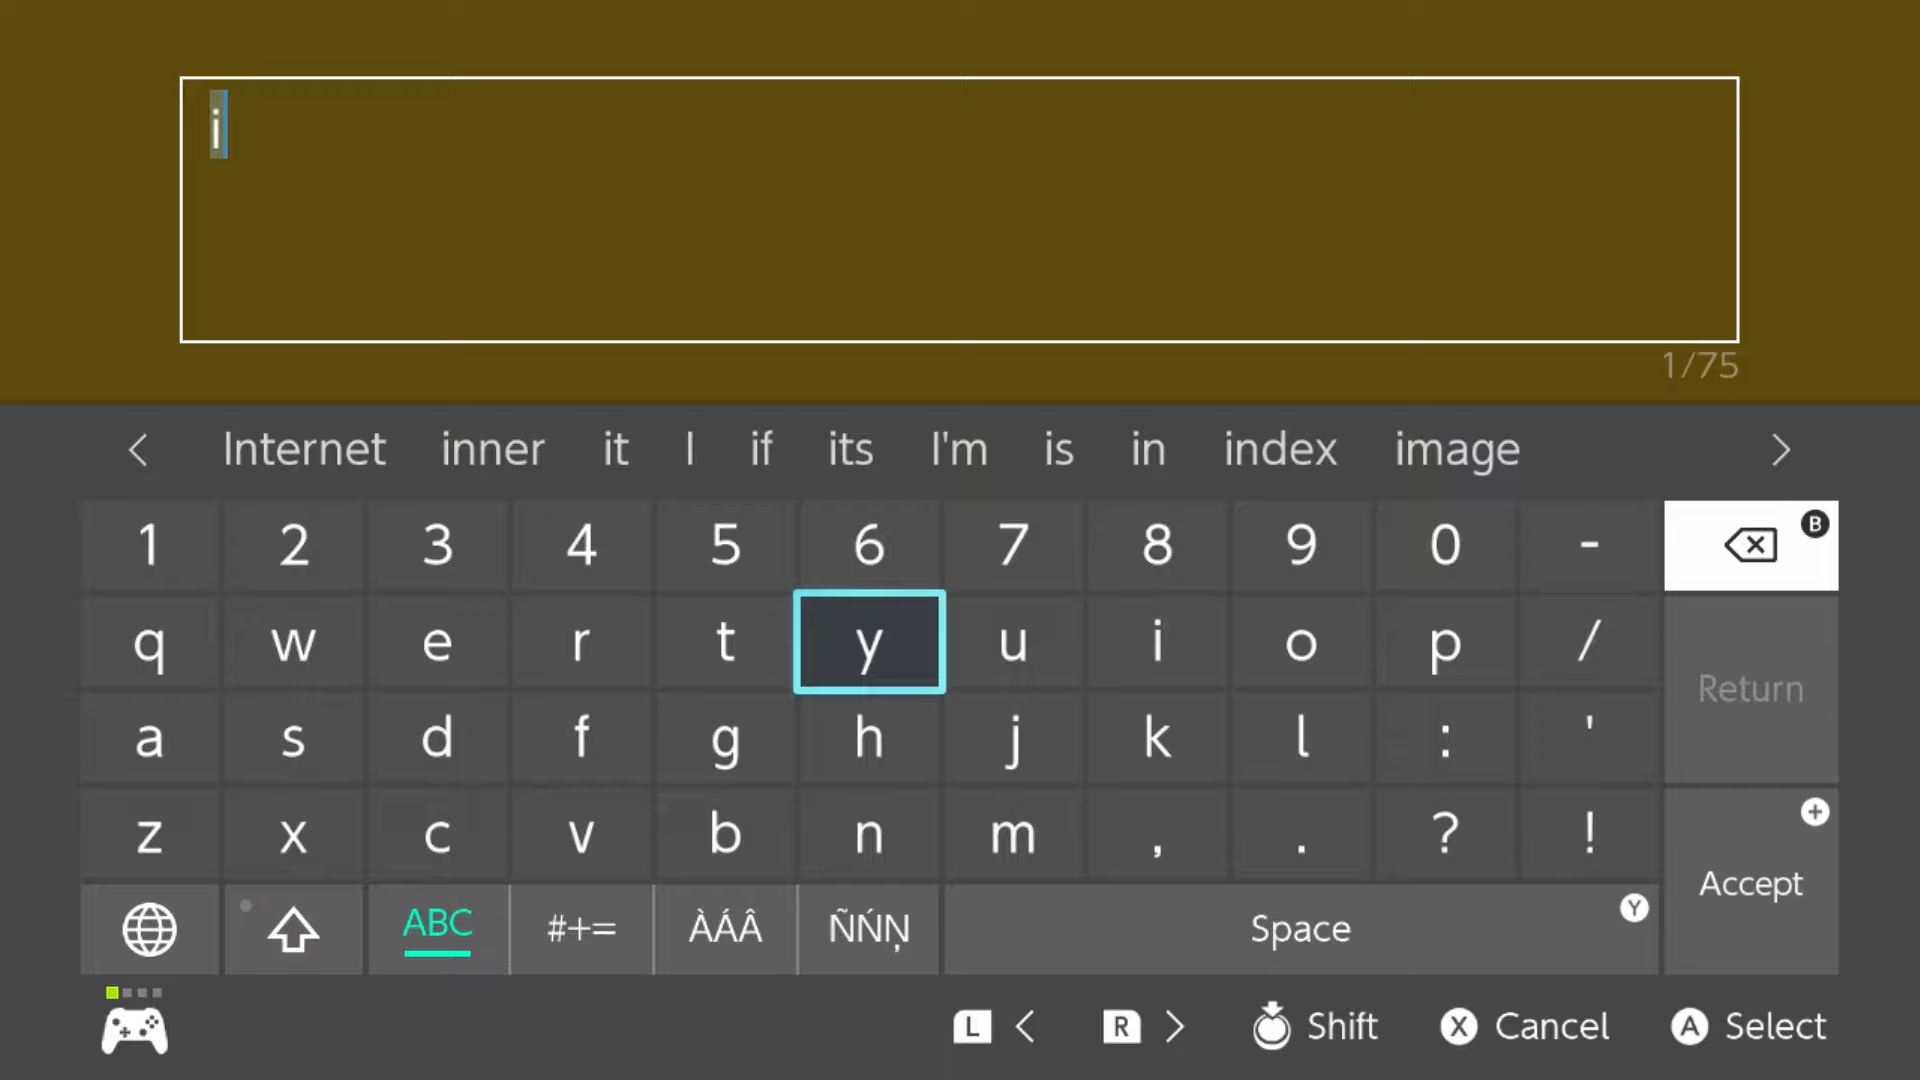 i
1/75
< Internet inner it I if its I'm is in index image >
1 2 3 4 5 6 7 8 9 0 - B
q w e r t y u i o p /
Return
a s d f g h j k l : '
z x c v b n m , . ? ! +
Accept
ABC #+= ÀÁÂ ÑŃŅ Space Y
L < R > Shift X Cancel A Select